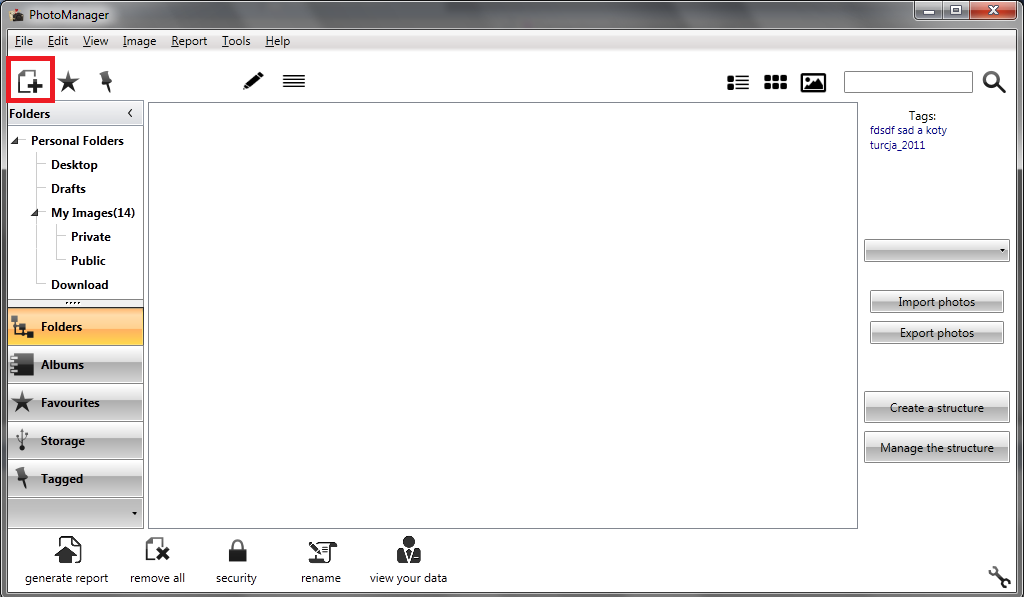 PhotoManager
File Edit View Image Report Tools Help
Folders
Personal Folders
Desktop
Drafts
My Images(14)
Private
Public
Download
Folders
Albums
Favourites
Storage
Tagged
Tags:
fdsdf sad a koty
turcja_2011
Import photos
Export photos
Create a structure
Manage the structure
generate report remove all security rename view your data